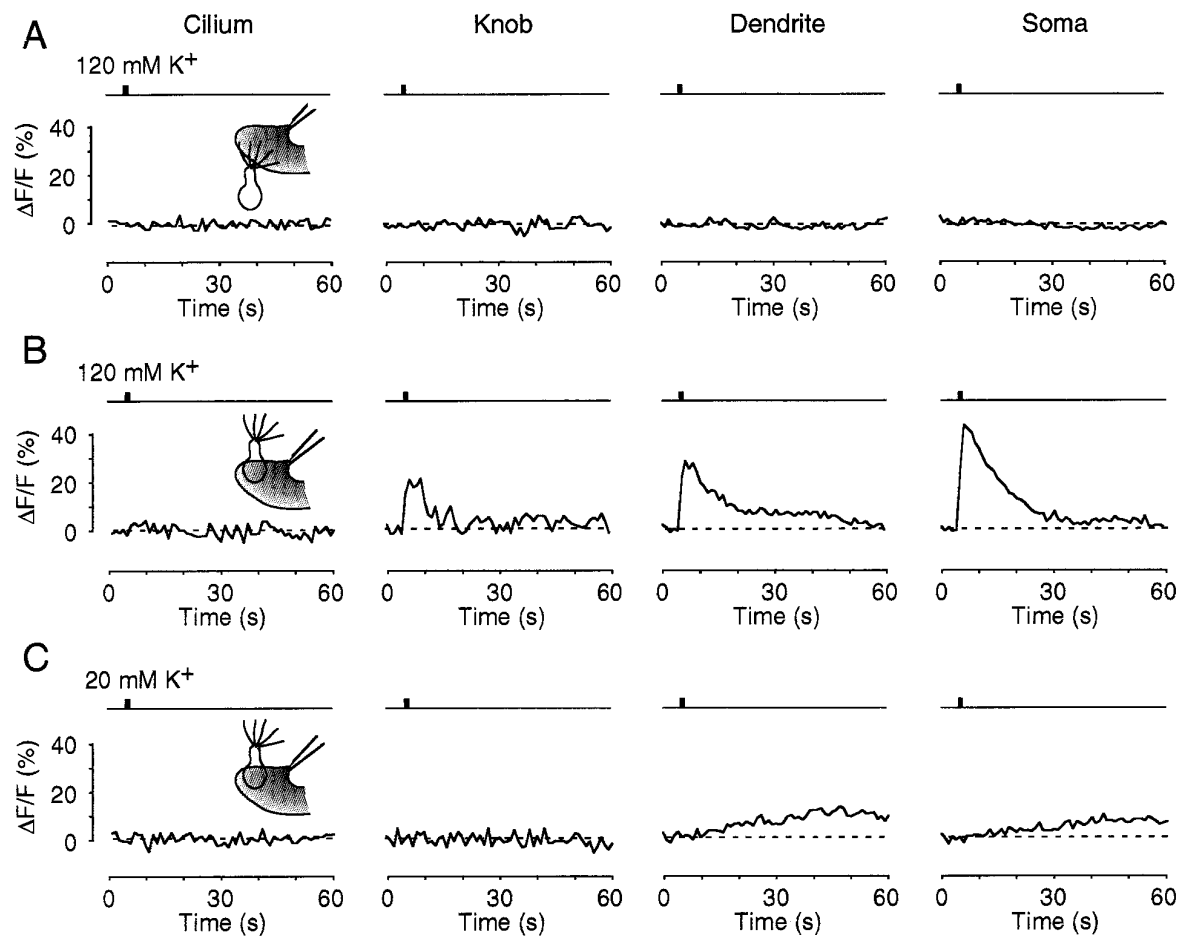 A
Cilium Knob Dendrite Soma
120 mM K⁺
ΔF/F (%)
40
20
0
0 30 60 0 30 60 0 30 60 0 30 60
Time (s) Time (s) Time (s) Time (s)
B
120 mM K⁺
ΔF/F (%)
40
20
0
0 30 60 0 30 60 0 30 60 0 30 60
Time (s) Time (s) Time (s) Time (s)
C
20 mM K⁺
ΔF/F (%)
40
20
0
0 30 60 0 30 60 0 30 60 0 30 60
Time (s) Time (s) Time (s) Time (s)